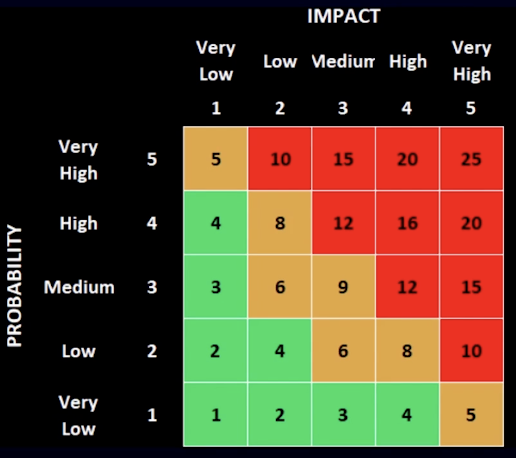 IMPACT
Very Low Low Medium High Very High
1 2 3 4 5
PROBABILITY
Very High 5 5 10 15 20 25
High 4 4 8 12 16 20
Medium 3 3 6 9 12 15
Low 2 2 4 6 8 10
Very Low 1 1 2 3 4 5